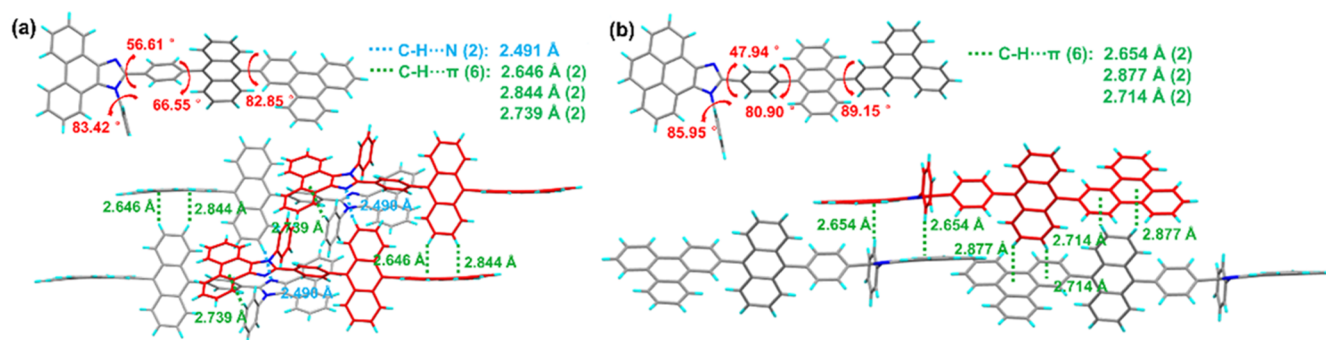 (a)
56.61 °
66.55 °
82.85 °
83.42 °
C-H···N (2): 2.491 Å
C-H···π (6): 2.646 Å (2)
2.844 Å (2)
2.739 Å (2)
2.646 Å
2.844 Å
2.739 Å
2.490 Å
2.646 Å
2.844 Å
2.490 Å
2.739 Å
(b)
47.94 °
80.90 °
89.15 °
85.95 °
C-H···π (6): 2.654 Å (2)
2.877 Å (2)
2.714 Å (2)
2.654 Å
2.654 Å
2.877 Å
2.714 Å
2.877 Å
2.714 Å